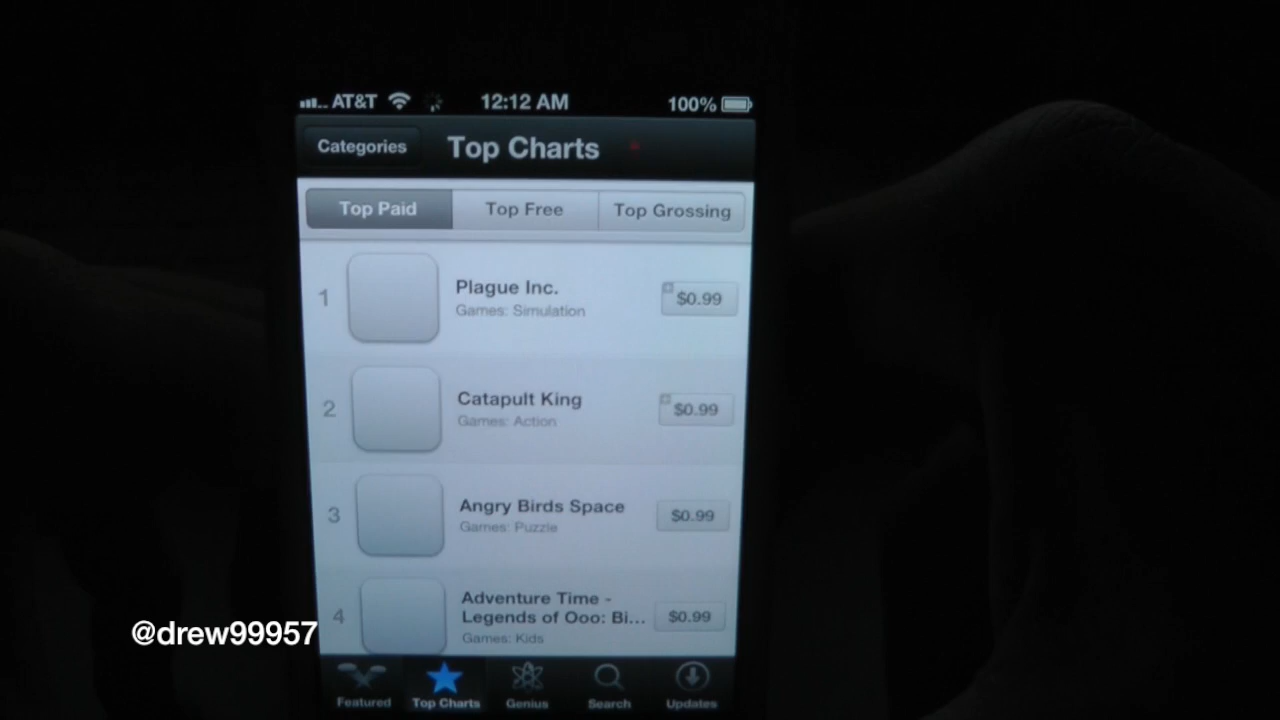 AT&T 12:12 AM 100%
Categories Top Charts
Top Paid Top Free Top Grossing
1 Plague Inc. $0.99
Games: Simulation
2 Catapult King $0.99
Games: Action
3 Angry Birds Space $0.99
Games: Puzzle
4 Adventure Time -
Legends of Ooo: Bi... $0.99
Games: Kids
@drew99957
Featured Top Charts Genius Search Updates